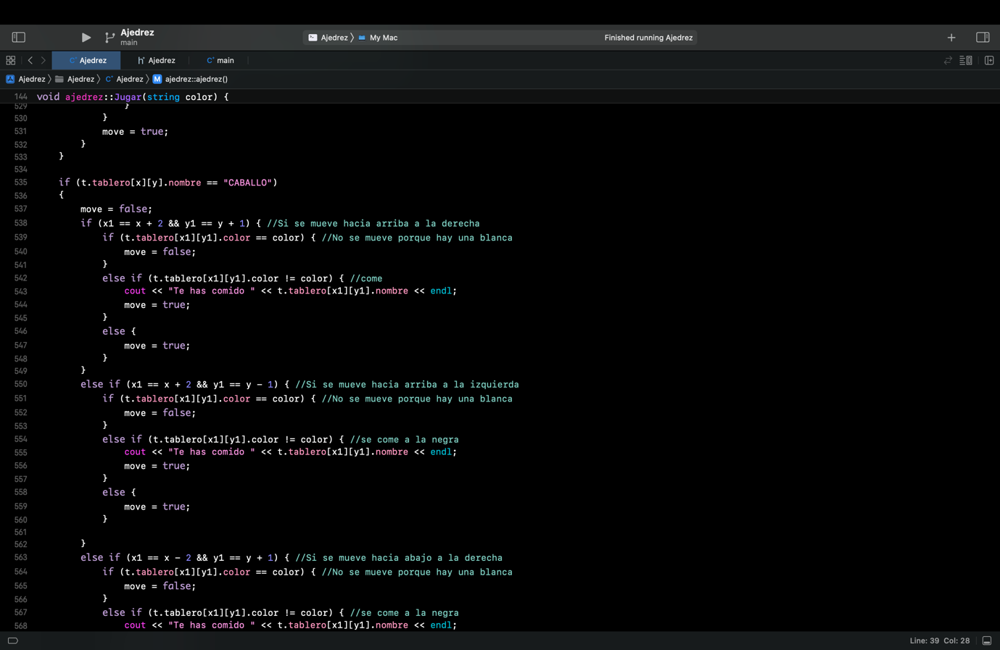 Ajedrez
main
Ajedrez 〉 My Mac
Finished running Ajedrez
C⁺ Ajedrez
h⁺ Ajedrez
C⁺ main
Ajedrez 〉 Ajedrez 〉 C⁺ Ajedrez 〉 M ajedrez::ajedrez()
144 void ajedrez::Jugar(string color) {
529 }
530 }
531 move = true;
532 }
533 }
534
535 if (t.tablero[x][y].nombre == "CABALLO")
536 {
537 move = false;
538 if (x1 == x + 2 && y1 == y + 1) { //Si se mueve hacia arriba a la derecha
539 if (t.tablero[x1][y1].color == color) { //No se mueve porque hay una blanca
540 move = false;
541 }
542 else if (t.tablero[x1][y1].color != color) { //come
543 cout << "Te has comido " << t.tablero[x1][y1].nombre << endl;
544 move = true;
545 }
546 else {
547 move = true;
548 }
549 }
550 else if (x1 == x + 2 && y1 == y - 1) { //Si se mueve hacia arriba a la izquierda
551 if (t.tablero[x1][y1].color == color) { //No se mueve porque hay una blanca
552 move = false;
553 }
554 else if (t.tablero[x1][y1].color != color) { //se come a la negra
555 cout << "Te has comido " << t.tablero[x1][y1].nombre << endl;
556 move = true;
557 }
558 else {
559 move = true;
560 }
561
562 }
563 else if (x1 == x - 2 && y1 == y + 1) { //Si se mueve hacia abajo a la derecha
564 if (t.tablero[x1][y1].color == color) { //No se mueve porque hay una blanca
565 move = false;
566 }
567 else if (t.tablero[x1][y1].color != color) { //se come a la negra
568 cout << "Te has comido " << t.tablero[x1][y1].nombre << endl;
Line: 39 Col: 28